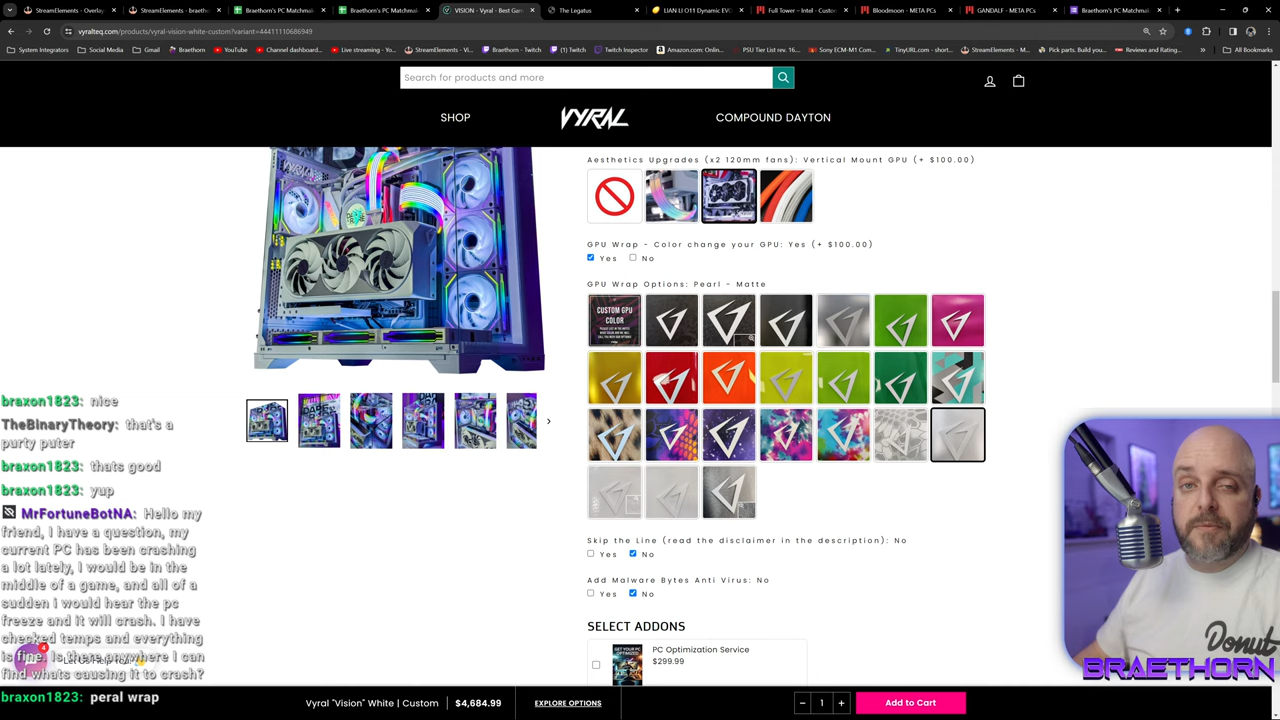 StreamElements - Overlay
StreamElements - braeth
Braethorn's PC Matchmak
Braethorn's PC Matchmak
VISION - Vyral - Best Gam
The Legatus
LIAN LI O11 Dynamic EV
Full Tower – Intel - Custom
Bloodmoon – META PCs
GANDALF - META PCs
Braethorn's PC Matchmak
vyralteq.com/products/vyral-vision-white-custom?variant=44411110686949
System Integrators
Social Media
Gmail
Braethorn
YouTube
Channel dashboard...
Live streaming - Yo...
StreamElements - Vi...
Braethorn - Twitch
(1) Twitch
Twitch Inspector
Amazon.com: Onlin...
PSU Tier List rev. 16...
Sony ECM-M1 Com...
TinyURL.com - short...
StreamElements - M...
Pick parts. Build you...
Reviews and Rating...
All Bookmarks
Search for products and more
SHOP
VYRAL
COMPOUND DAYTON
Aesthetics Upgrades (x2 120mm fans): Vertical Mount GPU (+ $100.00)
GPU Wrap - Color change your GPU: Yes (+ $100.00)
Yes No
GPU Wrap Options: Pearl - Matte
CUSTOM GPU
COLOR
Skip the Line (read the disclaimer in the description): No
Yes No
Add Malware Bytes Anti Virus: No
Yes No
SELECT ADDONS
PC Optimization Service
$299.99
braxon1823: nice
TheBinaryTheory: that's a
purty puter
braxon1823: thats good
braxon1823: yup
MrFortuneBotNA: Hello my
friend, I have a question, my
current PC has been crashing
a lot lately, I would be in the
middle of a game, and all of a
sudden i would hear the pc
freeze and it will crash. I have
checked temps and everything
is fine. Is there anywhere I can
find whats causing it to crash?
braxon1823: peral wrap
4
Donut
BRAETHORN
Vyral "Vision" White | Custom
$4,684.99
EXPLORE OPTIONS
− 1 +
Add to Cart